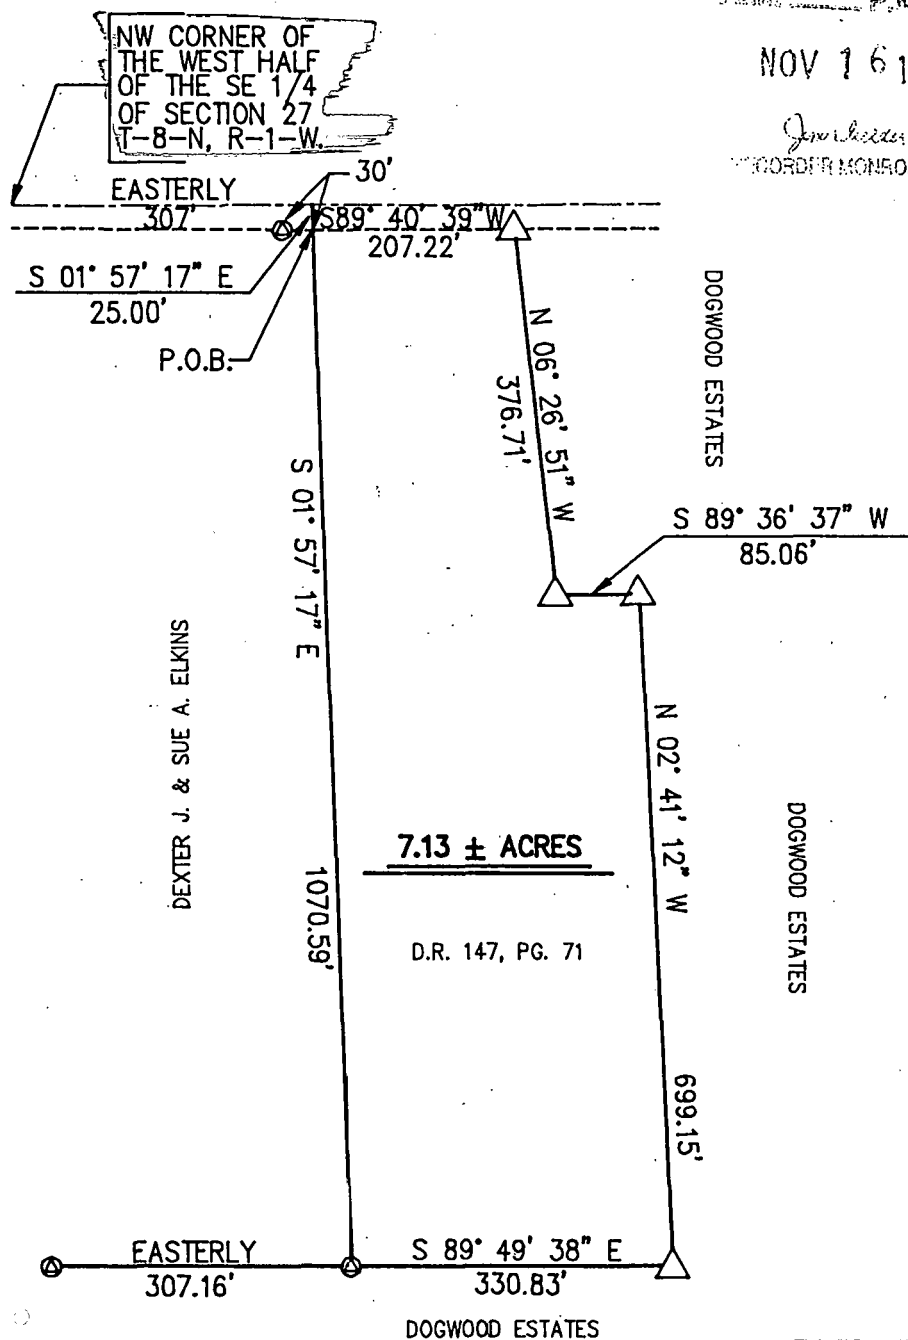 NW CORNER OF
THE WEST HALF
OF THE SE 1/4
OF SECTION 27
T-8-N, R-1-W.
NOV 16 1
EASTERLY
307'
30'
S89° 40' 39" W
207.22'
S 01° 57' 17" E
25.00'
P.O.B.
N 06° 26' 51" W
376.71'
DOGWOOD ESTATES
S 89° 36' 37" W
85.06'
S 01° 57' 17" E
1070.59'
DEXTER J. & SUE A. ELKINS
N 02° 41' 12" W
699.15'
DOGWOOD ESTATES
7.13 ± ACRES
D.R. 147, PG. 71
EASTERLY
307.16'
S 89° 49' 38" E
330.83'
DOGWOOD ESTATES